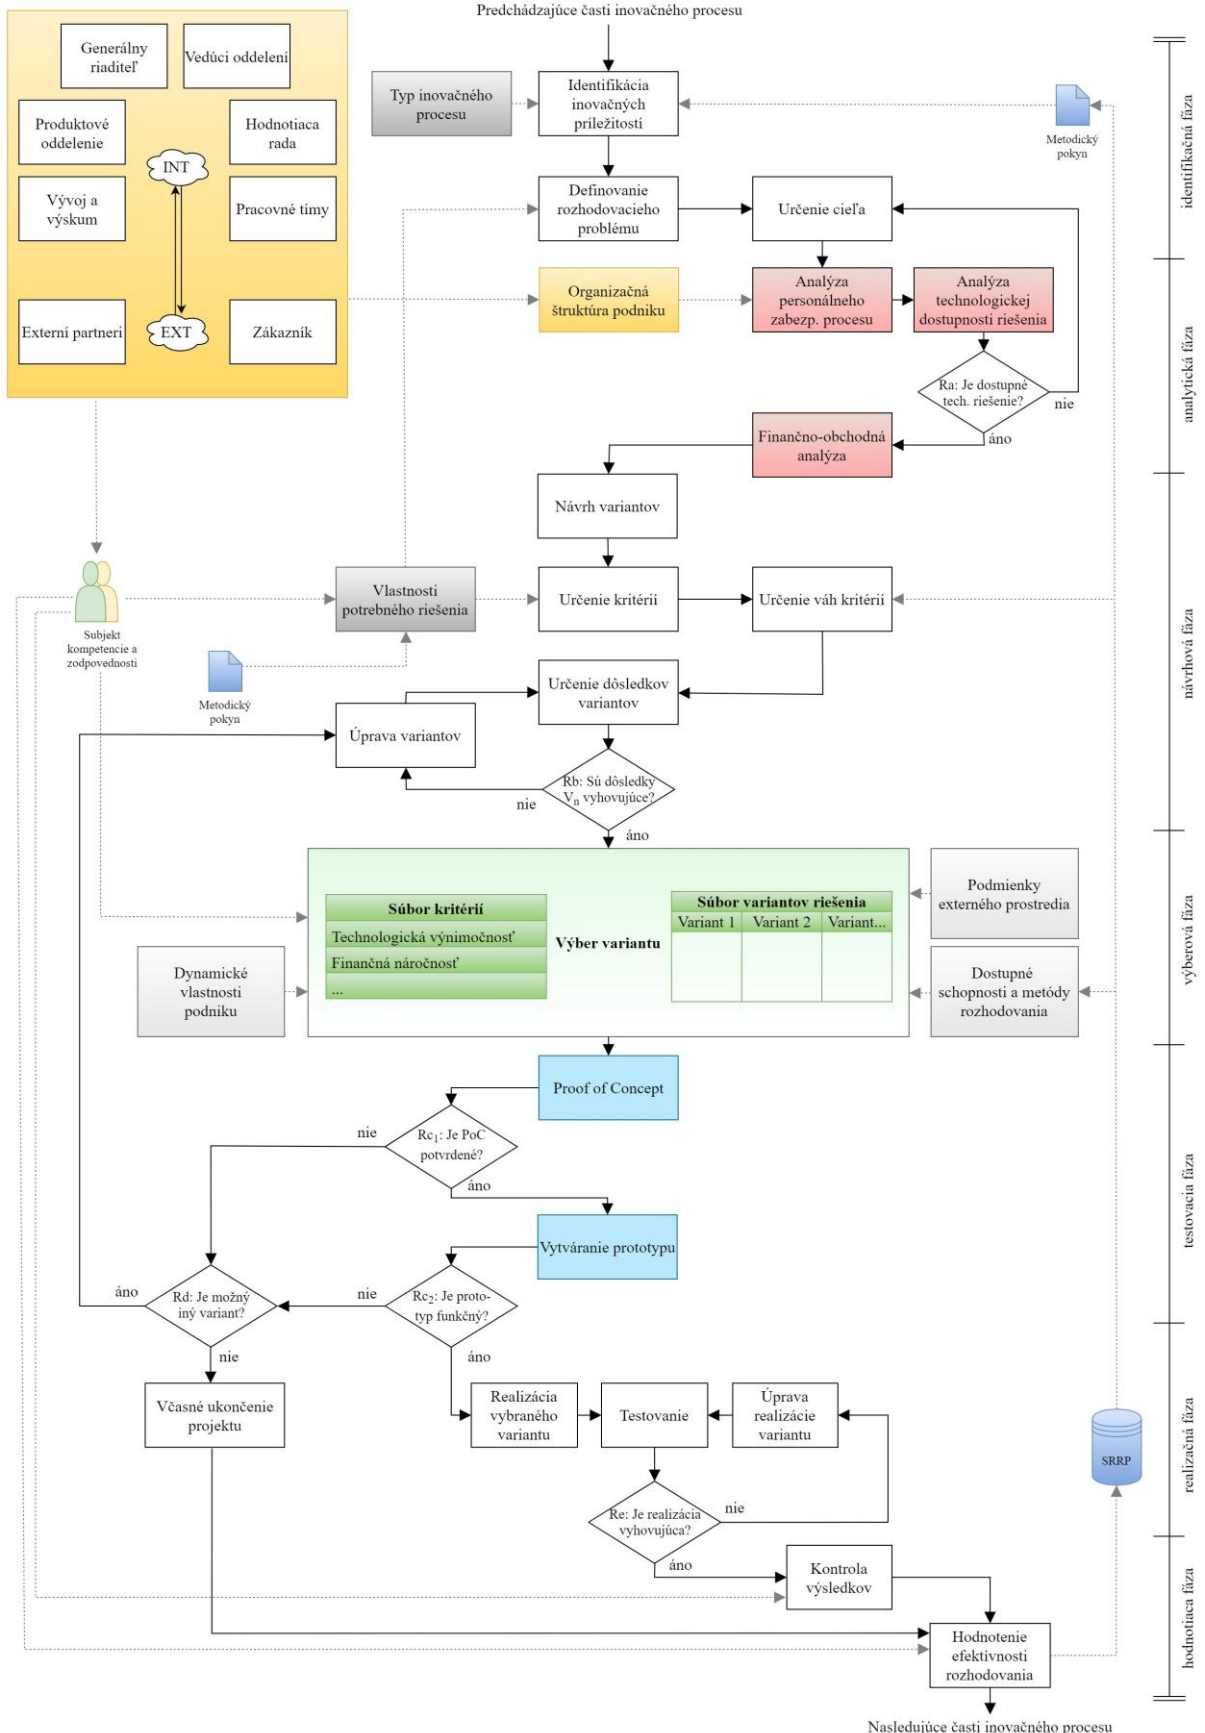 Predchádzajúce časti inovačného procesu
Generálny
riaditeľ
Vedúci oddelení
Produktové
oddelenie
Hodnotiaca
rada
INT
Vývoj a
výskum
Pracovné tímy
Externí partneri
EXT
Zákazník
Typ inovačného
procesu
Identifikácia
inovačných
príležitostí
Metodický
pokyn
identifikačná fáza
Definovanie
rozhodovacieho
problému
Určenie cieľa
Organizačná
štruktúra podniku
Analýza
personálneho
zabezp. procesu
Analýza
technologickej
dostupnosti riešenia
Ra: Je dostupné
tech. riešenie?
nie
áno
analytická fáza
Finančno-obchodná
analýza
Návrh variantov
Subjekt
kompetencie a
zodpovednosti
Vlastnosti
potrebného riešenia
Určenie kritérií
Určenie váh kritérií
návrhová fáza
Metodický
pokyn
Určenie dôsledkov
variantov
Úprava variantov
Rb: Sú dôsledky
Vn vyhovujúce?
nie
áno
Súbor kritérií
Technologická výnimočnosť
Finančná náročnosť
...
Výber variantu
Súbor variantov riešenia
Variant 1
Variant 2
Variant...
Podmienky
externého prostredia
výberová fáza
Dynamické
vlastnosti
podniku
Dostupné
schopnosti a metódy
rozhodovania
Proof of Concept
Rc1: Je PoC
potvrdené?
nie
áno
testovacia fáza
Vytváranie prototypu
Rd: Je možný
iný variant?
áno
nie
Rc2: Je proto-
typ funkčný?
nie
áno
Včasné ukončenie
projektu
Realizácia
vybraného
variantu
Testovanie
Úprava
realizácie
variantu
SRRP
realizačná fáza
Re: Je realizácia
vyhovujúca?
nie
áno
Kontrola
výsledkov
Hodnotenie
efektívnosti
rozhodovania
hodnotiaca fáza
Nasledujúce časti inovačného procesu